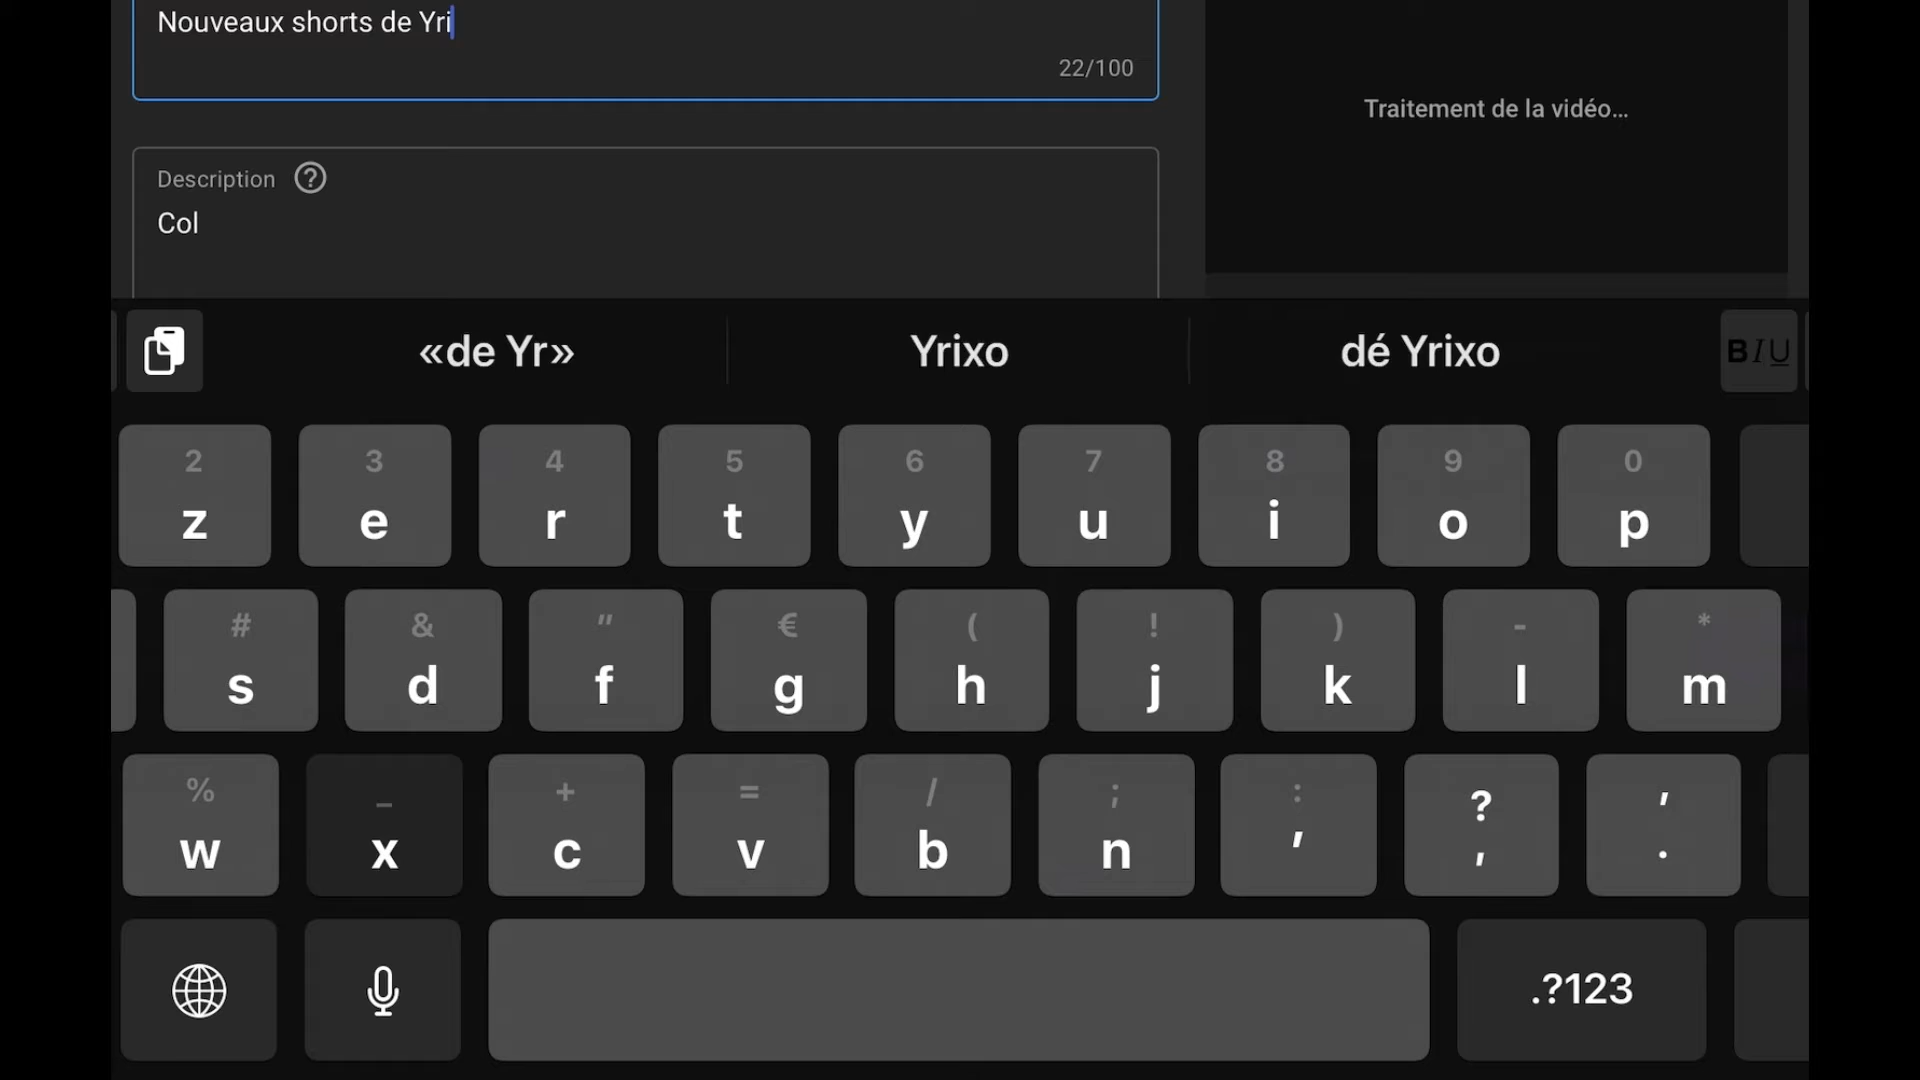 Nouveaux shorts de Yri
22/100
Traitement de la vidéo...
Description ?
Col
«de Yr» Yrixo dé Yrixo BIU
2 3 4 5 6 7 8 9 0
z e r t y u i o p
# & " € ( ! ) - *
s d f g h j k l m
% _ + = / ; : ? '
w x c v b n ' , .
.?123